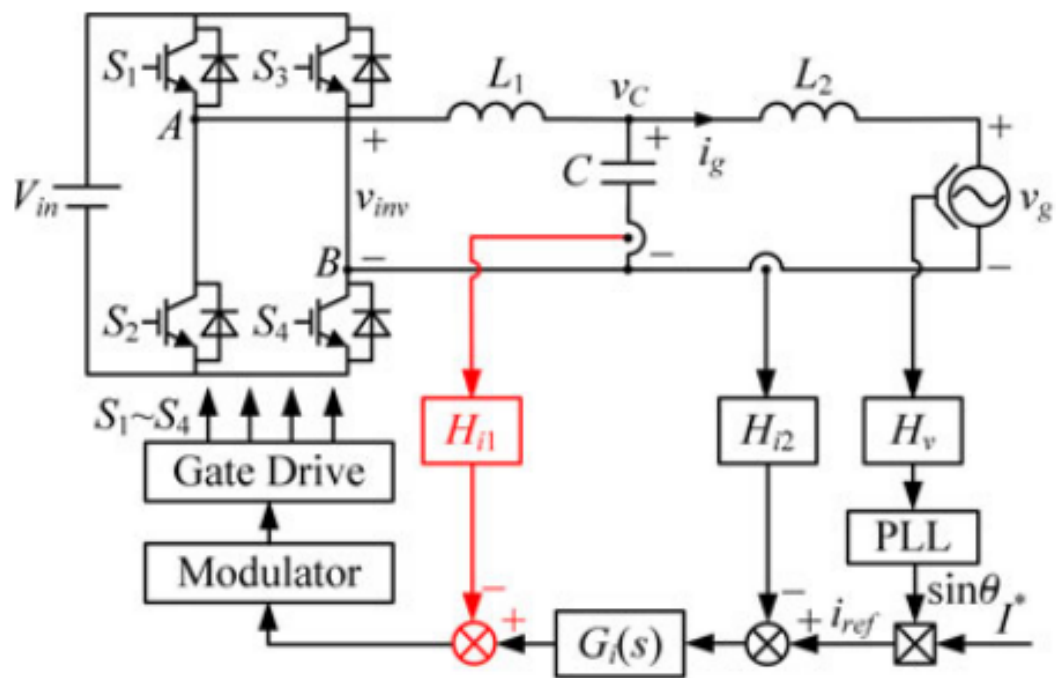 S1 S3 L1 vC L2
A + + ig +
Vin C vg
vinv
B − − −
S2 S4
S1~S4 Hi1 Hi2 Hv
Gate Drive
PLL
Modulator
− − sinθ
+ Gi(s) + iref I*